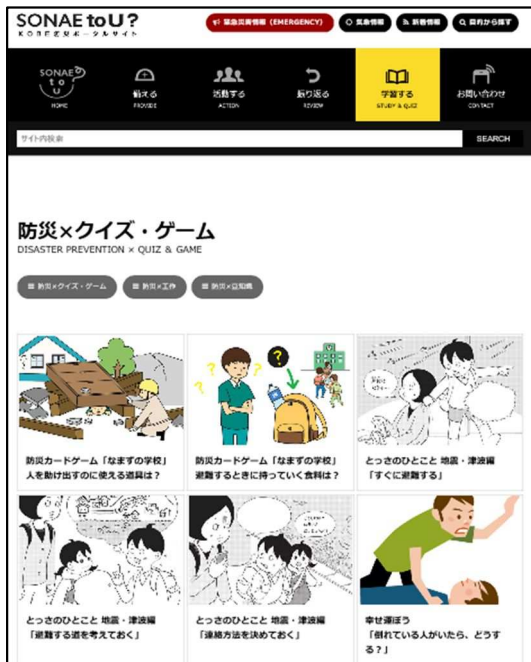 SONAE to U?
KOBE防災ポータルサイト
緊急災害情報 (EMERGENCY)
気象情報
新着情報
目的から探す
SONAE
to
U
HOME
備える
PROVIDE
活動する
ACTION
振り返る
REVIEW
学習する
STUDY & QUIZ
お問い合わせ
CONTACT
サイト内検索
SEARCH
防災×クイズ・ゲーム
DISASTER PREVENTION × QUIZ & GAME
防災×クイズ・ゲーム
防災×工作
防災×豆知識
防災カードゲーム「なまずの学校」
人を助け出すのに使える道具は?
防災カードゲーム「なまずの学校」
避難するときに持っていく食料は?
とっさのひとこと 地震・津波編
「すぐに避難する」
とっさのひとこと 地震・津波編
「避難する道を考えておく」
とっさのひとこと 地震・津波編
「連絡方法を決めておく」
幸せ運ぼう
「倒れている人がいたら、どうす
る?」